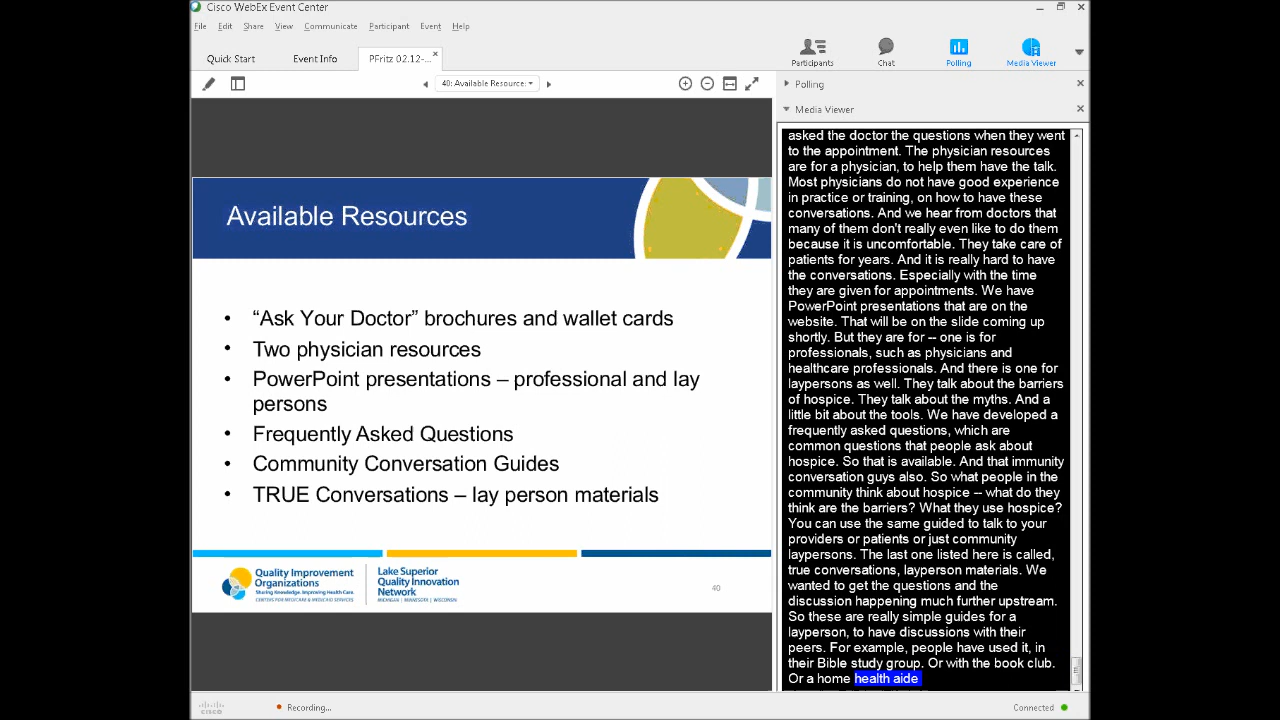 Cisco WebEx Event Center
File Edit Share View Communicate Participant Event Help
Quick Start Event Info PFritz 02.12-...
Participants Chat Polling Media Viewer
40: Available Resource:
Polling
Media Viewer
Available Resources
• “Ask Your Doctor” brochures and wallet cards
• Two physician resources
• PowerPoint presentations – professional and lay
persons
• Frequently Asked Questions
• Community Conversation Guides
• TRUE Conversations – lay person materials
Quality Improvement
Organizations
Sharing Knowledge. Improving Health Care.
CENTERS FOR MEDICARE & MEDICAID SERVICES
Lake Superior
Quality Innovation
Network
MICHIGAN | MINNESOTA | WISCONSIN
40
asked the doctor the questions when they went
to the appointment. The physician resources
are for a physician, to help them have the talk.
Most physicians do not have good experience
in practice or training, on how to have these
conversations. And we hear from doctors that
many of them don't really even like to do them
because it is uncomfortable. They take care of
patients for years. And it is really hard to have
the conversations. Especially with the time
they are given for appointments. We have
PowerPoint presentations that are on the
website. That will be on the slide coming up
shortly. But they are for -- one is for
professionals, such as physicians and
healthcare professionals. And there is one for
laypersons as well. They talk about the barriers
of hospice. They talk about the myths. And a
little bit about the tools. We have developed a
frequently asked questions, which are
common questions that people ask about
hospice. So that is available. And that immunity
conversation guys also. So what people in the
community think about hospice -- what do they
think are the barriers? What they use hospice?
You can use the same guided to talk to your
providers or patients or just community
laypersons. The last one listed here is called,
true conversations, layperson materials. We
wanted to get the questions and the
discussion happening much further upstream.
So these are really simple guides for a
layperson, to have discussions with their
peers. For example, people have used it, in
their Bible study group. Or with the book club.
Or a home health aide
cisco
Recording...
Connected